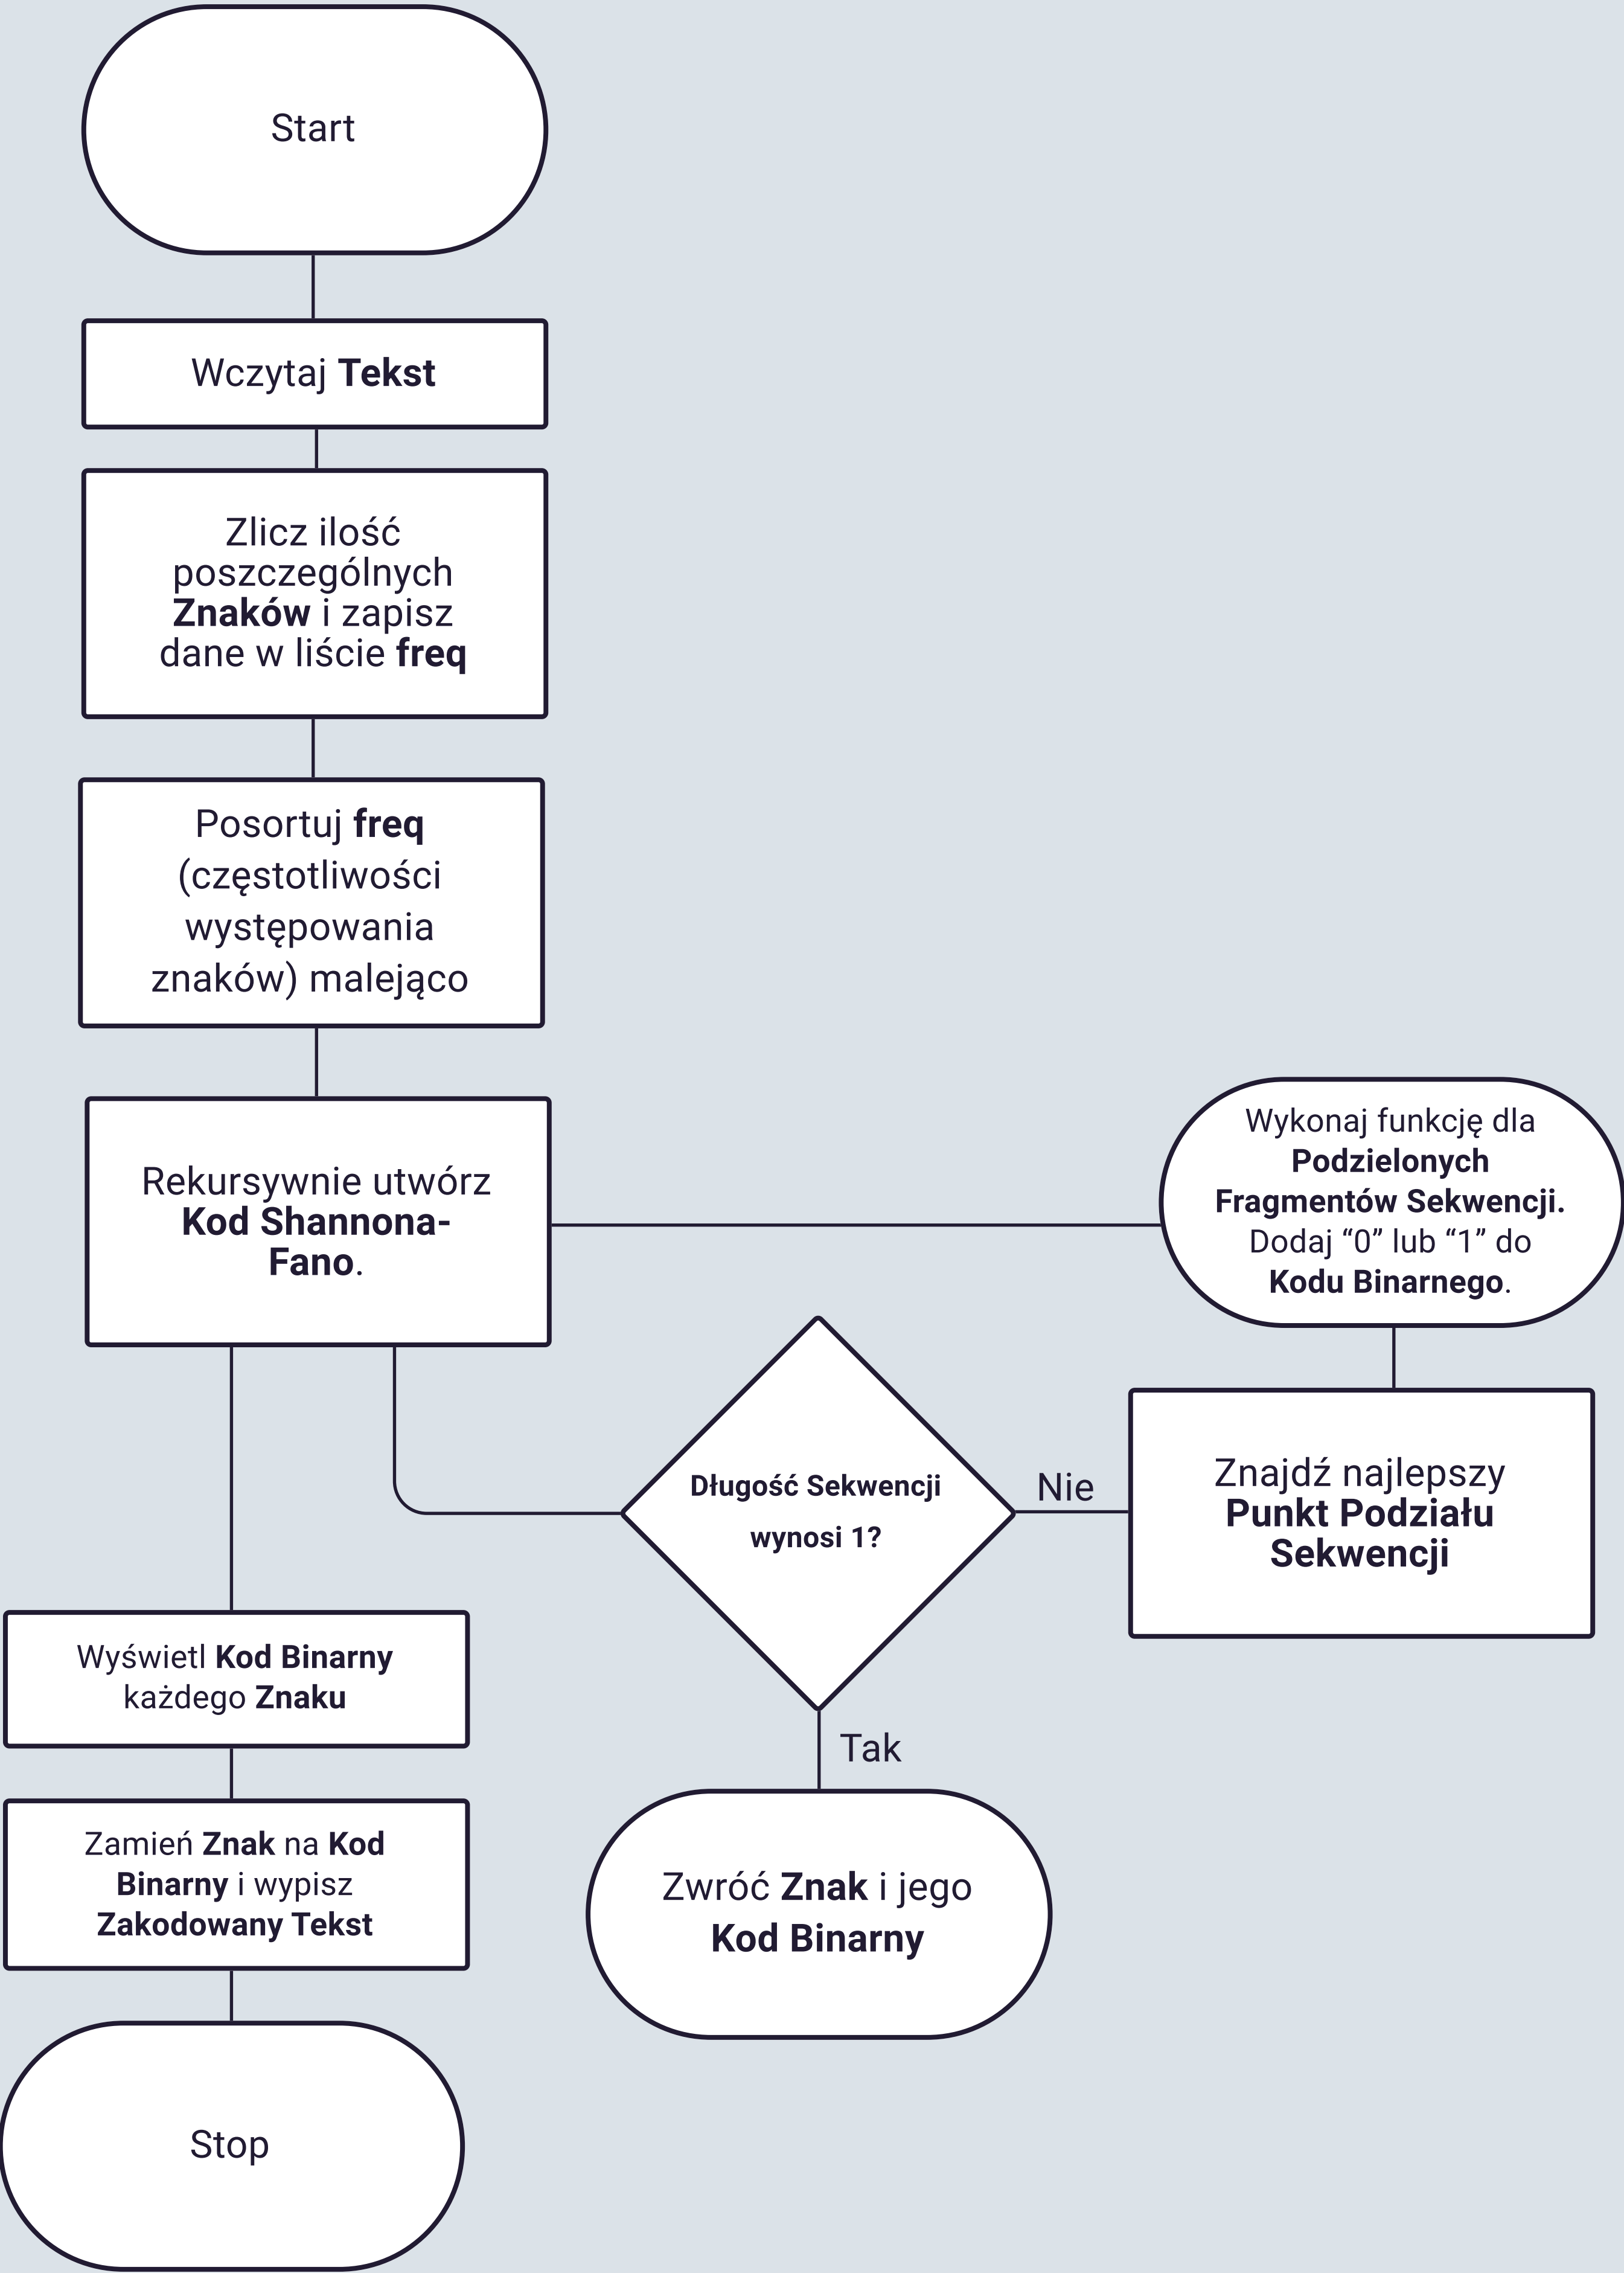 Start
Wczytaj Tekst
Zlicz ilość
poszczególnych
Znaków i zapisz
dane w liście freq
Posortuj freq
(częstotliwości
występowania
znaków) malejąco
Rekursywnie utwórz
Kod Shannona-
Fano.
Wykonaj funkcję dla
Podzielonych
Fragmentów Sekwencji.
Dodaj “0” lub “1” do
Kodu Binarnego.
Długość Sekwencji
wynosi 1?
Nie
Znajdź najlepszy
Punkt Podziału
Sekwencji
Tak
Zwróć Znak i jego
Kod Binarny
Wyświetl Kod Binarny
każdego Znaku
Zamień Znak na Kod
Binarny i wypisz
Zakodowany Tekst
Stop